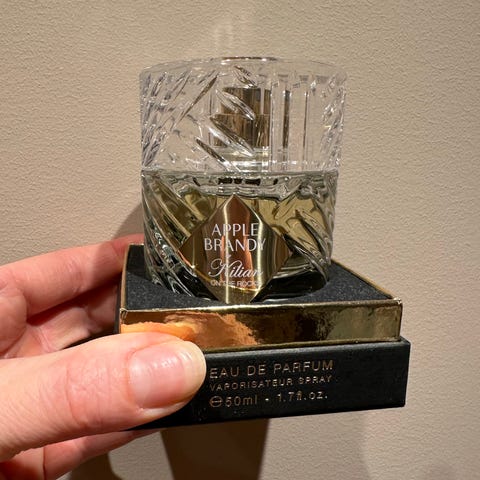 APPLE
BRANDY
Kilian
ON THE ROCKS
EAU DE PARFUM
VAPORISATEUR SPRAY
℮50ml - 1.7fl.oz.